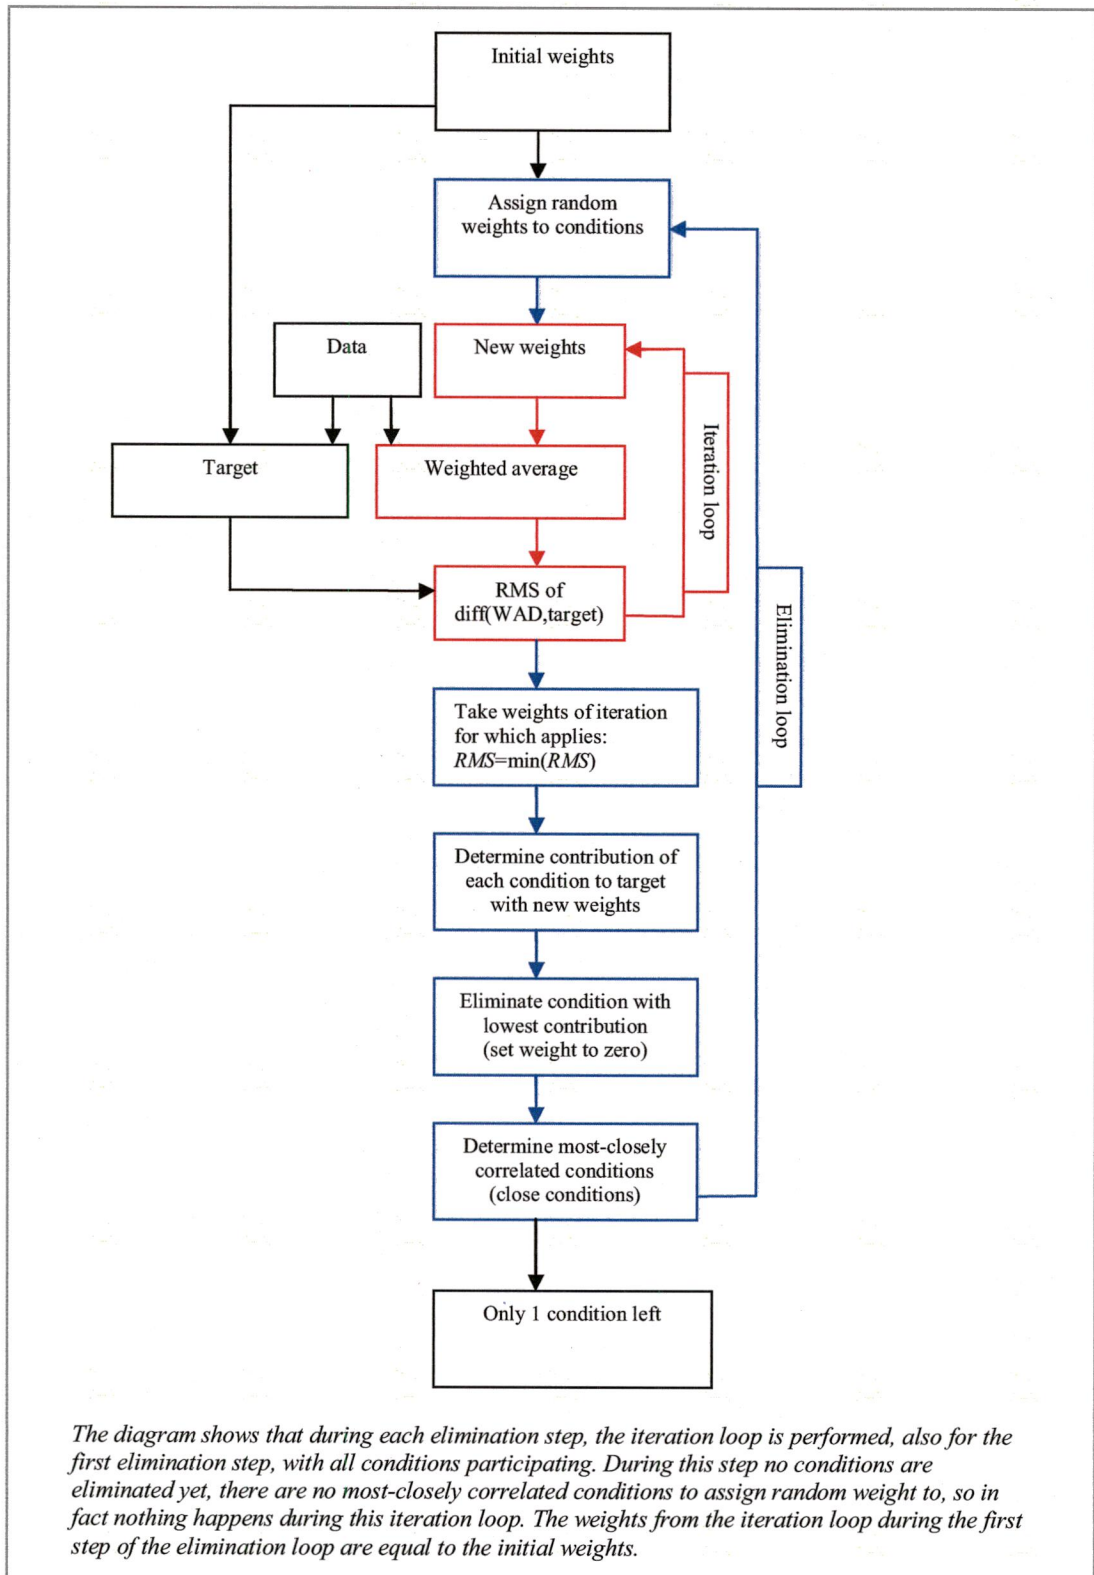 Initial weights
Assign random
weights to conditions
Data
New weights
Target
Weighted average
Iteration loop
RMS of
diff(WAD,target)
Elimination loop
Take weights of iteration
for which applies:
RMS=min(RMS)
Determine contribution of
each condition to target
with new weights
Eliminate condition with
lowest contribution
(set weight to zero)
Determine most-closely
correlated conditions
(close conditions)
Only 1 condition left
The diagram shows that during each elimination step, the iteration loop is performed, also for the
first elimination step, with all conditions participating. During this step no conditions are
eliminated yet, there are no most-closely correlated conditions to assign random weight to, so in
fact nothing happens during this iteration loop. The weights from the iteration loop during the first
step of the elimination loop are equal to the initial weights.